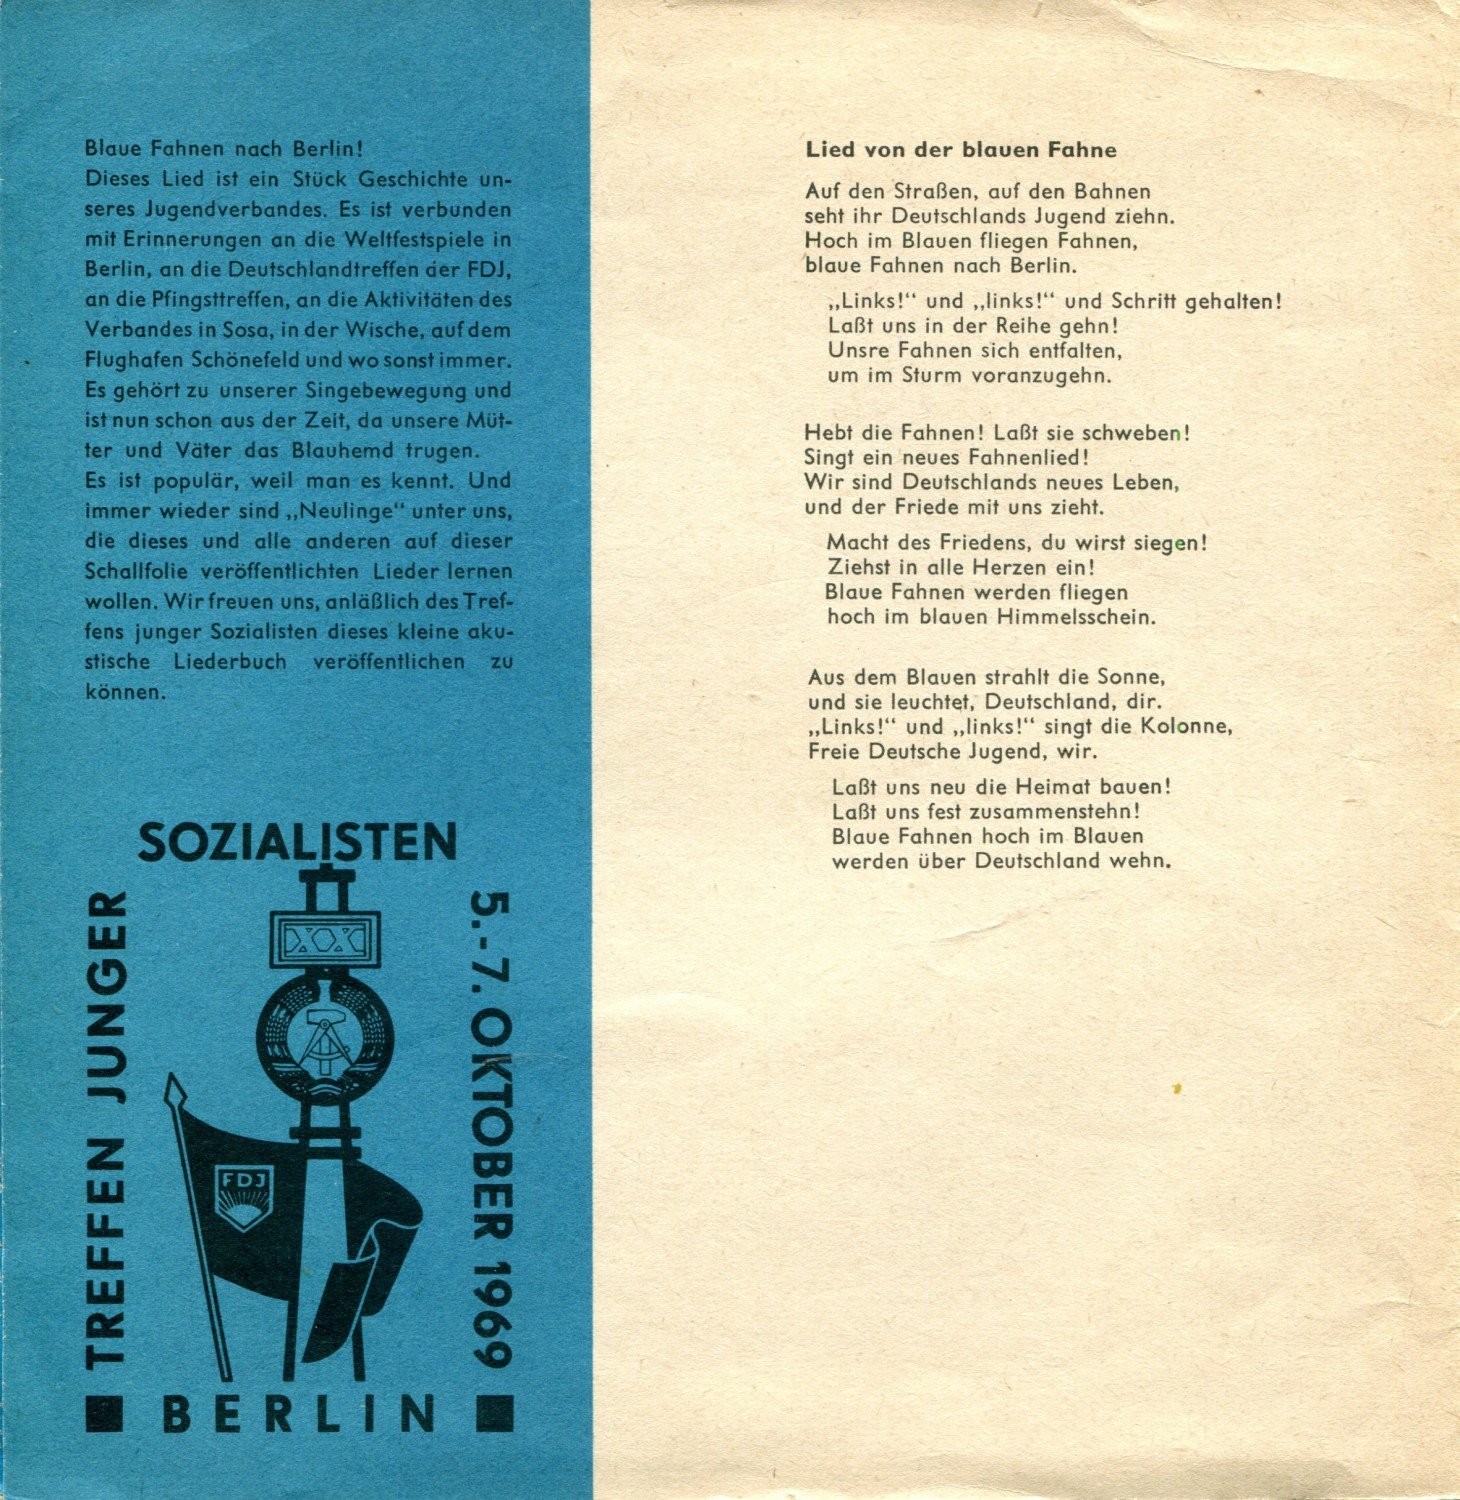 Blaue Fahnen nach Berlin!
Dieses Lied ist ein Stück Geschichte un-
seres Jugendverbandes. Es ist verbunden
mit Erinnerungen an die Weltfestspiele in
Berlin, an die Deutschlandtreffen der FDJ,
an die Pfingsttreffen, an die Aktivitäten des
Verbandes in Sosa, in der Wische, auf dem
Flughafen Schönefeld und wo sonst immer.
Es gehört zu unserer Singebewegung und
ist nun schon aus der Zeit, da unsere Müt-
ter und Väter das Blauhemd trugen.
Es ist populär, weil man es kennt. Und
immer wieder sind „Neulinge“ unter uns,
die dieses und alle anderen auf dieser
Schallfolie veröffentlichten Lieder lernen
wollen. Wir freuen uns, anläßlich des Tref-
fens junger Sozialisten dieses kleine aku-
stische Liederbuch veröffentlichen zu
können.
TREFFEN JUNGER
SOZIALISTEN
5.-7. OKTOBER 1969
XX
FDJ
BERLIN
Lied von der blauen Fahne
Auf den Straßen, auf den Bahnen
seht ihr Deutschlands Jugend ziehn.
Hoch im Blauen fliegen Fahnen,
blaue Fahnen nach Berlin.
„Links!“ und „links!“ und Schritt gehalten!
Laßt uns in der Reihe gehn!
Unsre Fahnen sich entfalten,
um im Sturm voranzugehn.
Hebt die Fahnen! Laßt sie schweben!
Singt ein neues Fahnenlied!
Wir sind Deutschlands neues Leben,
und der Friede mit uns zieht.
Macht des Friedens, du wirst siegen!
Ziehst in alle Herzen ein!
Blaue Fahnen werden fliegen
hoch im blauen Himmelsschein.
Aus dem Blauen strahlt die Sonne,
und sie leuchtet, Deutschland, dir.
„Links!“ und „links!“ singt die Kolonne,
Freie Deutsche Jugend, wir.
Laßt uns neu die Heimat bauen!
Laßt uns fest zusammenstehn!
Blaue Fahnen hoch im Blauen
werden über Deutschland wehn.